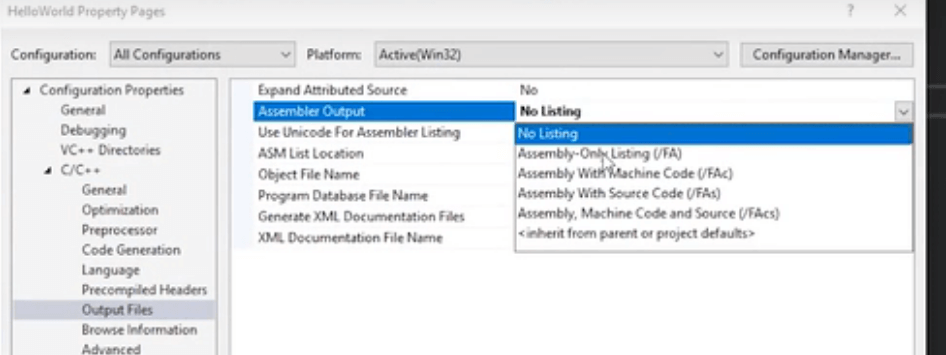 HelloWorld Property Pages ? ×
Configuration: All Configurations Platform: Active(Win32) Configuration Manager...
Configuration Properties
General
Debugging
VC++ Directories
C/C++
General
Optimization
Preprocessor
Code Generation
Language
Precompiled Headers
Output Files
Browse Information
Advanced
Expand Attributed Source No
Assembler Output No Listing
Use Unicode For Assembler Listing
ASM List Location
Object File Name
Program Database File Name
Generate XML Documentation Files
XML Documentation File Name
No Listing
Assembly-Only Listing (/FA)
Assembly With Machine Code (/FAc)
Assembly With Source Code (/FAs)
Assembly, Machine Code and Source (/FAcs)
<inherit from parent or project defaults>